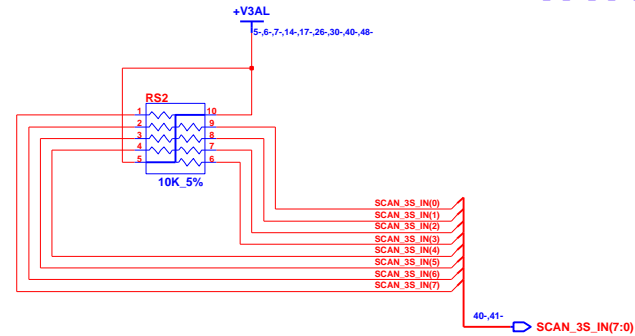 +V3AL
5-,6-,7-,14-,17-,26-,30-,40-,48-
RS2
1 10
2 9
3 8
4 7
5 6
10K_5%
SCAN_3S_IN(0)
SCAN_3S_IN(1)
SCAN_3S_IN(2)
SCAN_3S_IN(3)
SCAN_3S_IN(4)
SCAN_3S_IN(5)
SCAN_3S_IN(6)
SCAN_3S_IN(7)
40-,41-
SCAN_3S_IN(7:0)